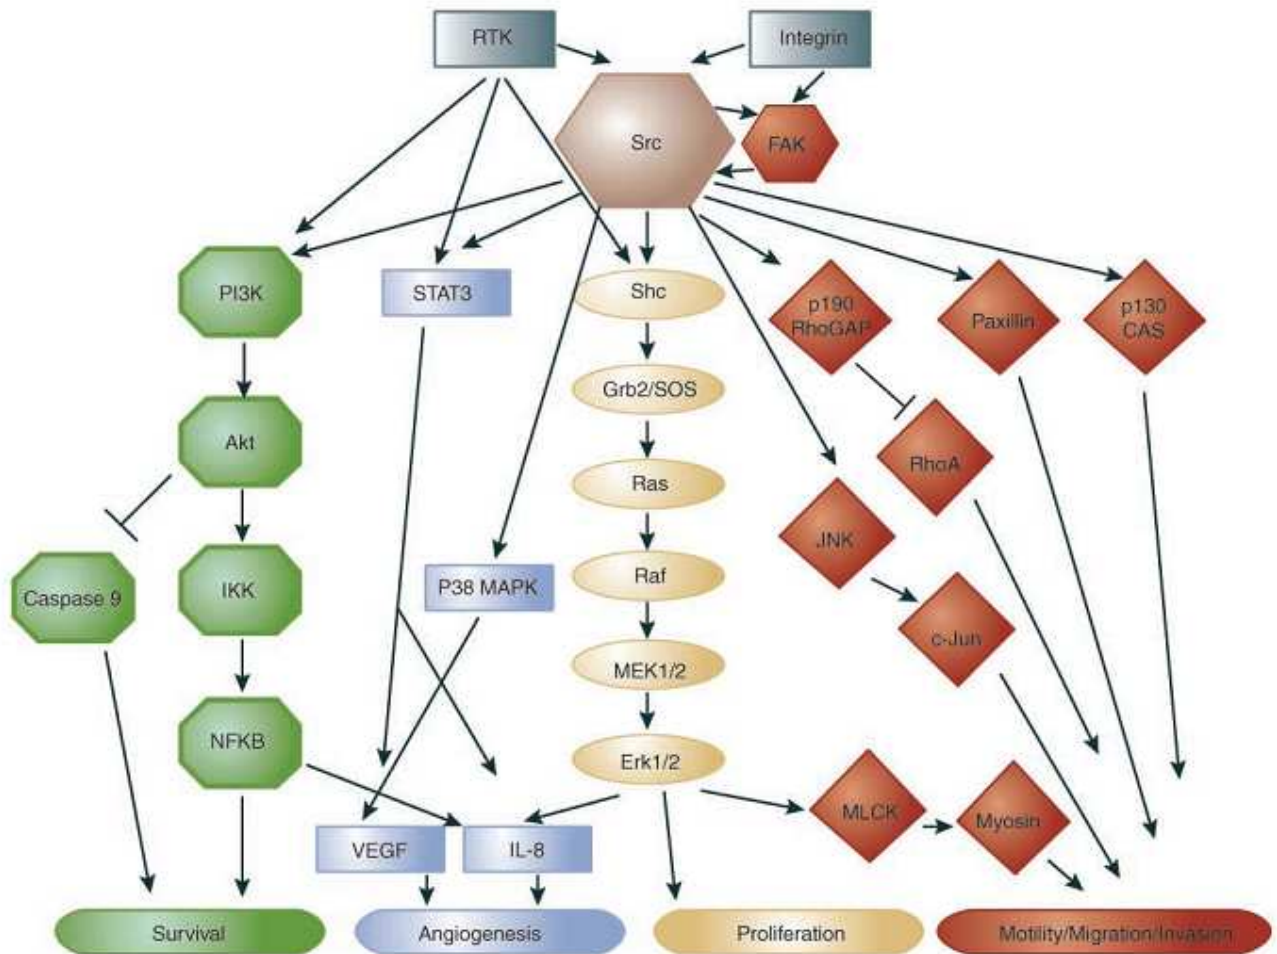 RTK
Integrin
Src
FAK
PI3K
STAT3
Shc
p190
RhoGAP
Paxillin
p130
CAS
Grb2/SOS
Akt
RhoA
Ras
JNK
Caspase 9
IKK
P38 MAPK
Raf
c-Jun
MEK1/2
NFKB
Erk1/2
MLCK
Myosin
VEGF
IL-8
Survival
Angiogenesis
Proliferation
Motility/Migration/Invasion